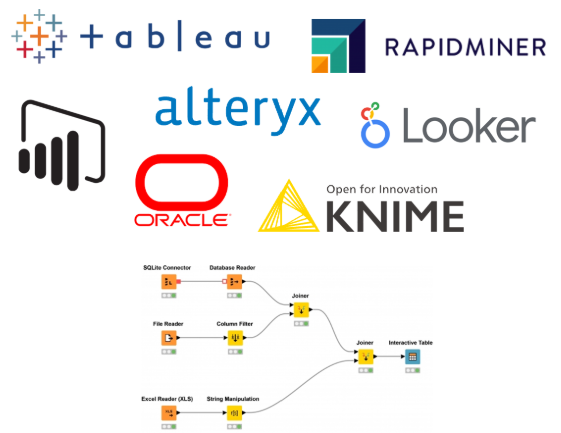 +ableau
RAPIDMINER
alteryx
Looker
ORACLE
Open for Innovation
KNIME
SQLite Connector
Database Reader
Joiner
File Reader
Column Filter
Joiner
Interactive Table
Excel Reader (XLS)
String Manipulation